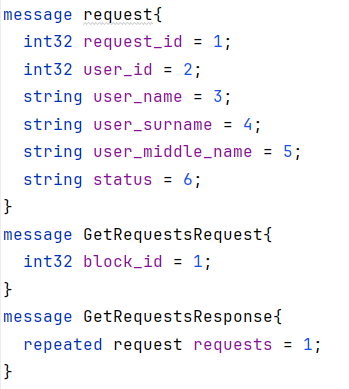 message request{
  int32 request_id = 1;
  int32 user_id = 2;
  string user_name = 3;
  string user_surname = 4;
  string user_middle_name = 5;
  string status = 6;
}
message GetRequestsRequest{
  int32 block_id = 1;
}
message GetRequestsResponse{
  repeated request requests = 1;
}